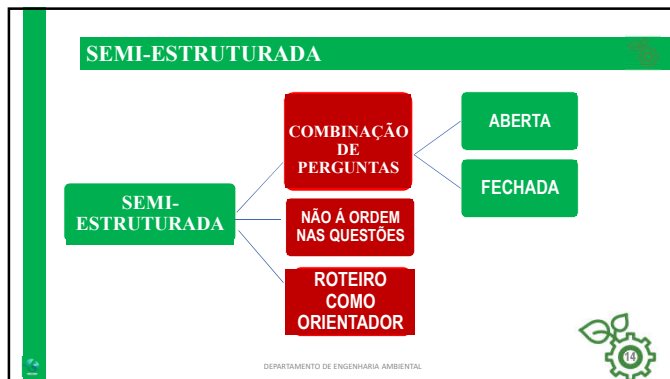 SEMI-ESTRUTURADA
COMBINAÇÃO
DE
PERGUNTAS
ABERTA
FECHADA
SEMI-
ESTRUTURADA
NÃO Á ORDEM
NAS QUESTÕES
ROTEIRO
COMO
ORIENTADOR
DEPARTAMENTO DE ENGENHARIA AMBIENTAL
14